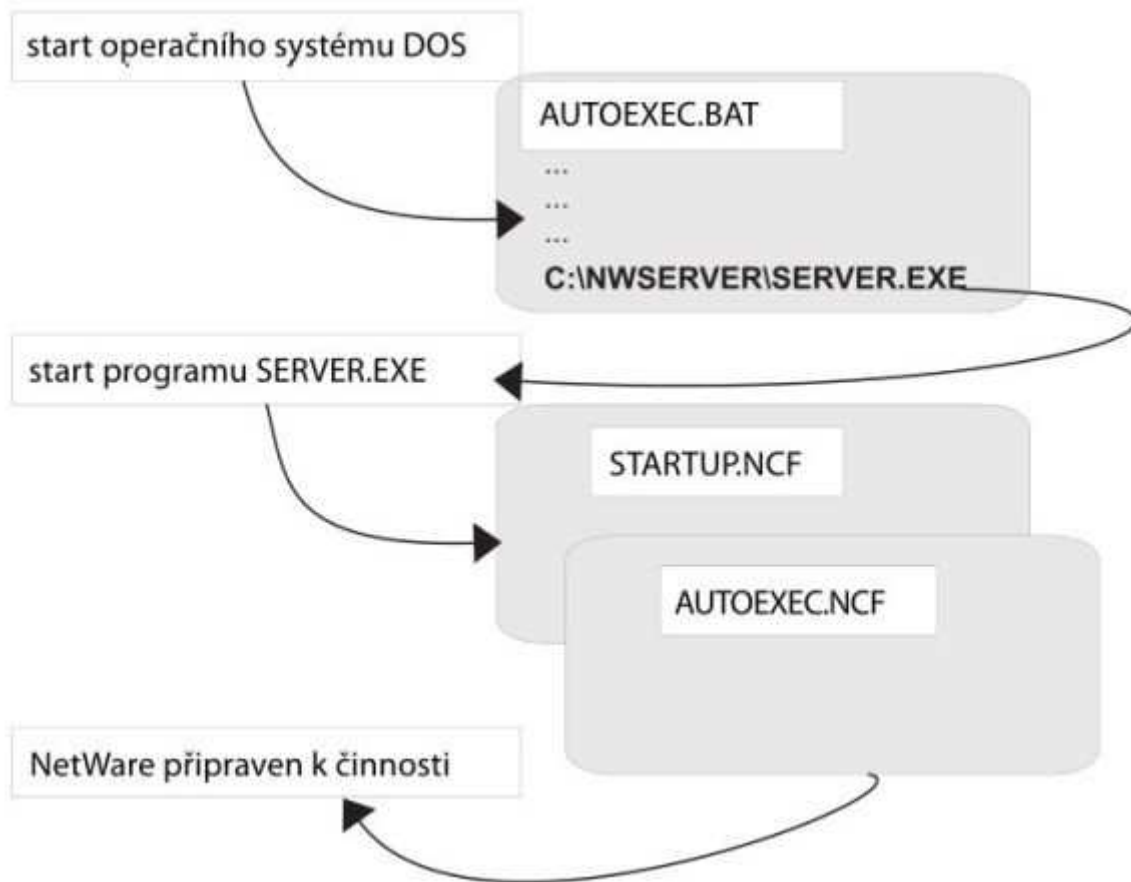 start operačního systému DOS
AUTOEXEC.BAT
...
...
...
C:\NWSERVER\SERVER.EXE
start programu SERVER.EXE
STARTUP.NCF
AUTOEXEC.NCF
NetWare připraven k činnosti